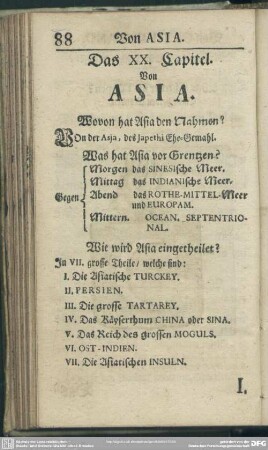 88 Von ASIA.
Das XX. Capitel.
Von
ASIA.
Wovon hat Asia den Nahmen?
Von der Asia, des Japethi Ehe-Gemahl.
Was hat Asia vor Grentzen?
Morgen das SINESISche Meer.
Mittag das INDIANISche Meer.
Gegen Abend das ROTHE-MITTEL-Meer
und EUROPAM.
Mittern. OCEAN. SEPTENTRIO-
NAL.
Wie wird Asia eingetheilet?
In VII. große Theile, welche sind:
I. Die Asiatische TURCKEY.
II. PERSIEN.
III. Die grosse TARTAREY.
IV. Das Käyserthum CHINA oder SINA.
V. Das Reich des grossen MOGULS.
VI. OST-INDIEN.
VII. Die Asiatischen INSULN.
I.
DFG